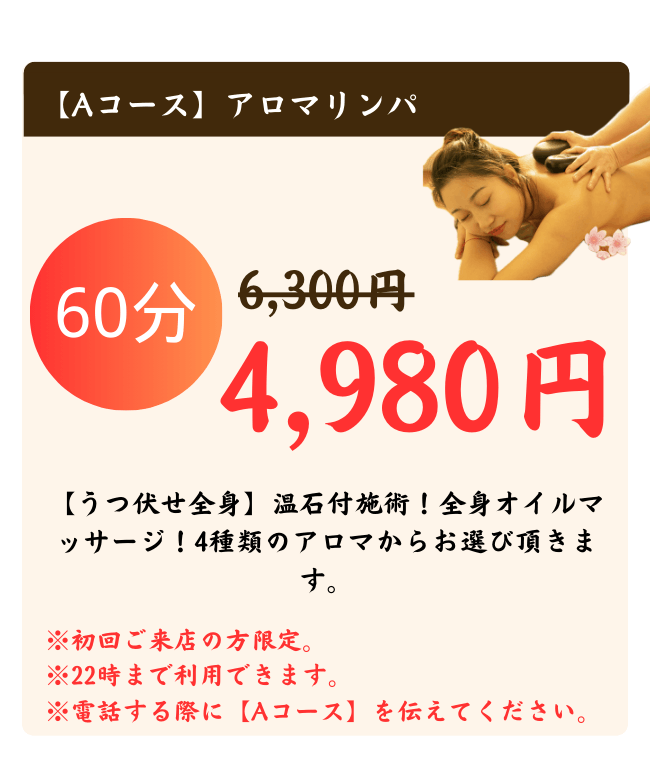 【Aコース】アロマリンパ
60分
6,300円
4,980円
【うつ伏せ全身】温石付施術！全身オイルマ
ッサージ！4種類のアロマからお選び頂きま
す。
※初回ご来店の方限定。
※22時まで利用できます。
※電話する際に【Aコース】を伝えてください。